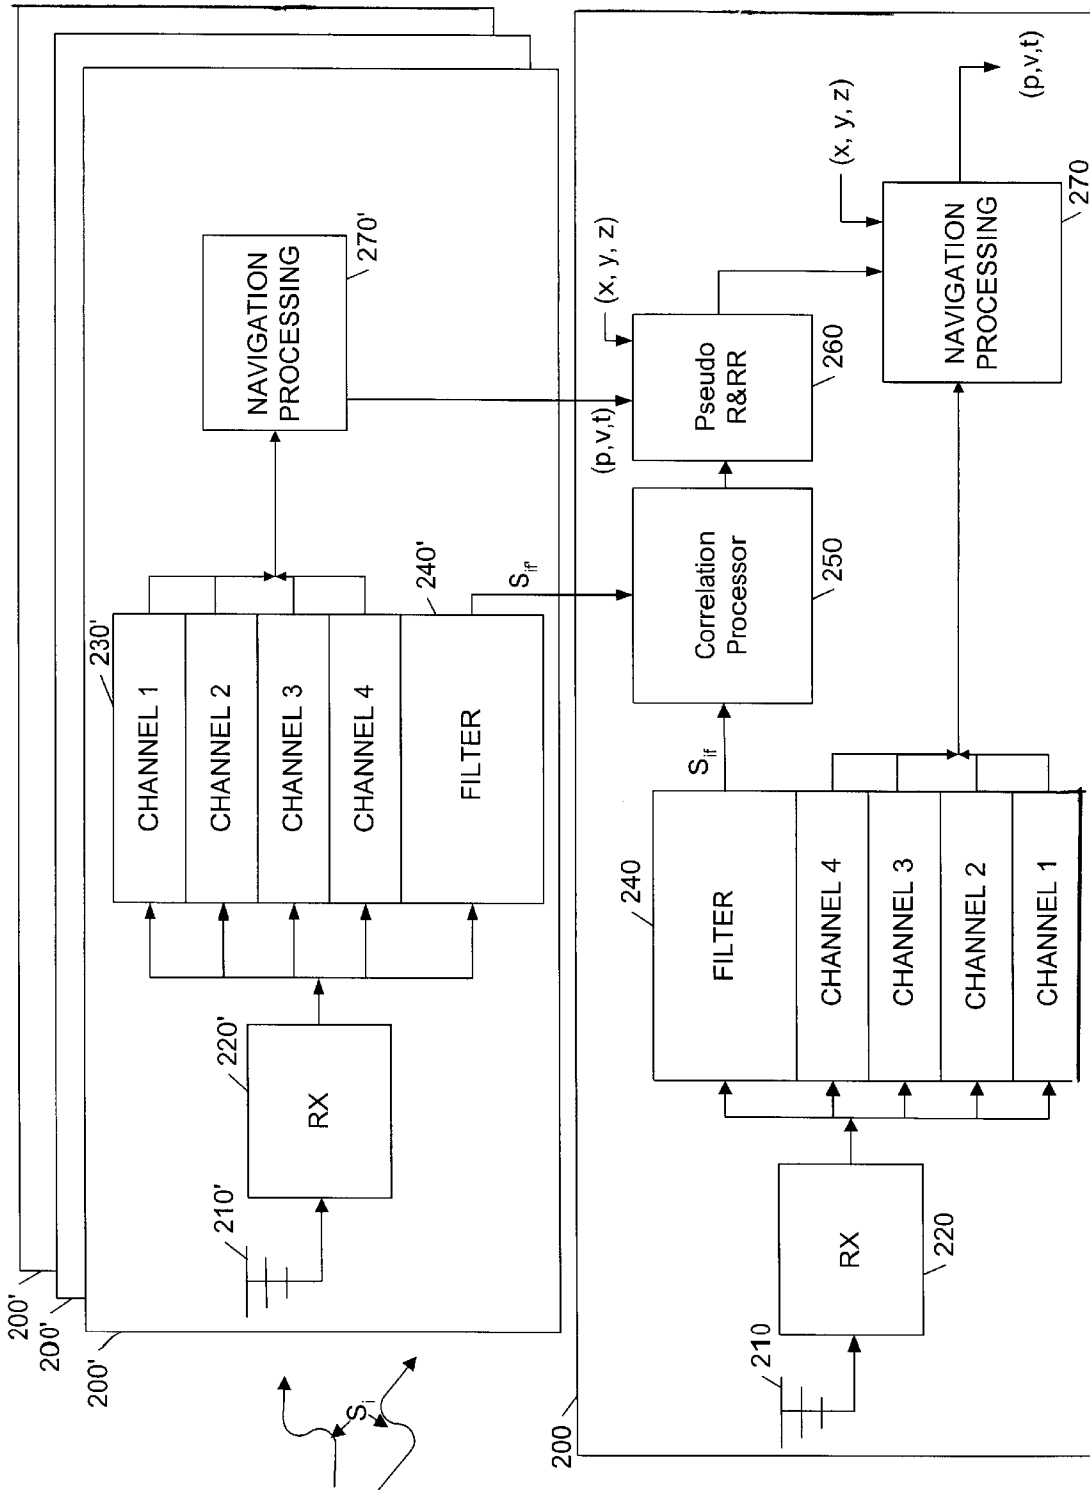 200'
200'
200'
Si
210'
220'
RX
230'
CHANNEL 1
CHANNEL 2
CHANNEL 3
CHANNEL 4
FILTER
240'
Sif'
NAVIGATION
PROCESSING
270'
(p,v,t)
(x, y, z)
200
210
RX
220
240
FILTER
CHANNEL 4
CHANNEL 3
CHANNEL 2
CHANNEL 1
Sif
Correlation
Processor
250
Pseudo
R&RR
260
(x, y, z)
NAVIGATION
PROCESSING
270
(p,v,t)